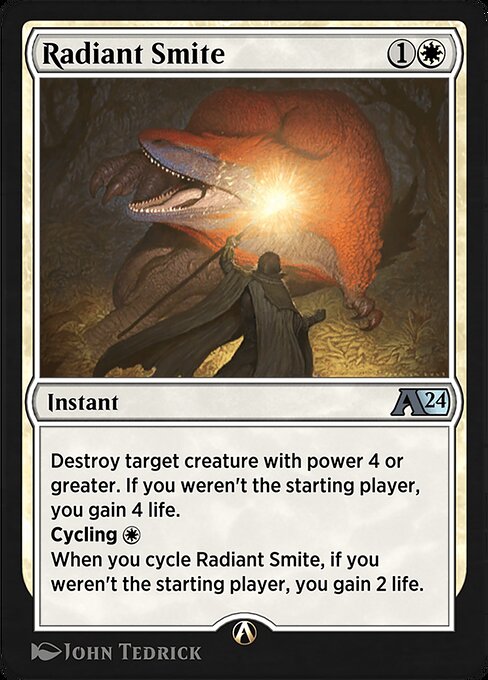 Radiant Smite 1
Instant A24
Destroy target creature with power 4 or
greater. If you weren't the starting player,
you gain 4 life.
Cycling
When you cycle Radiant Smite, if you
weren't the starting player, you gain 2 life.
A
JOHN TEDRICK